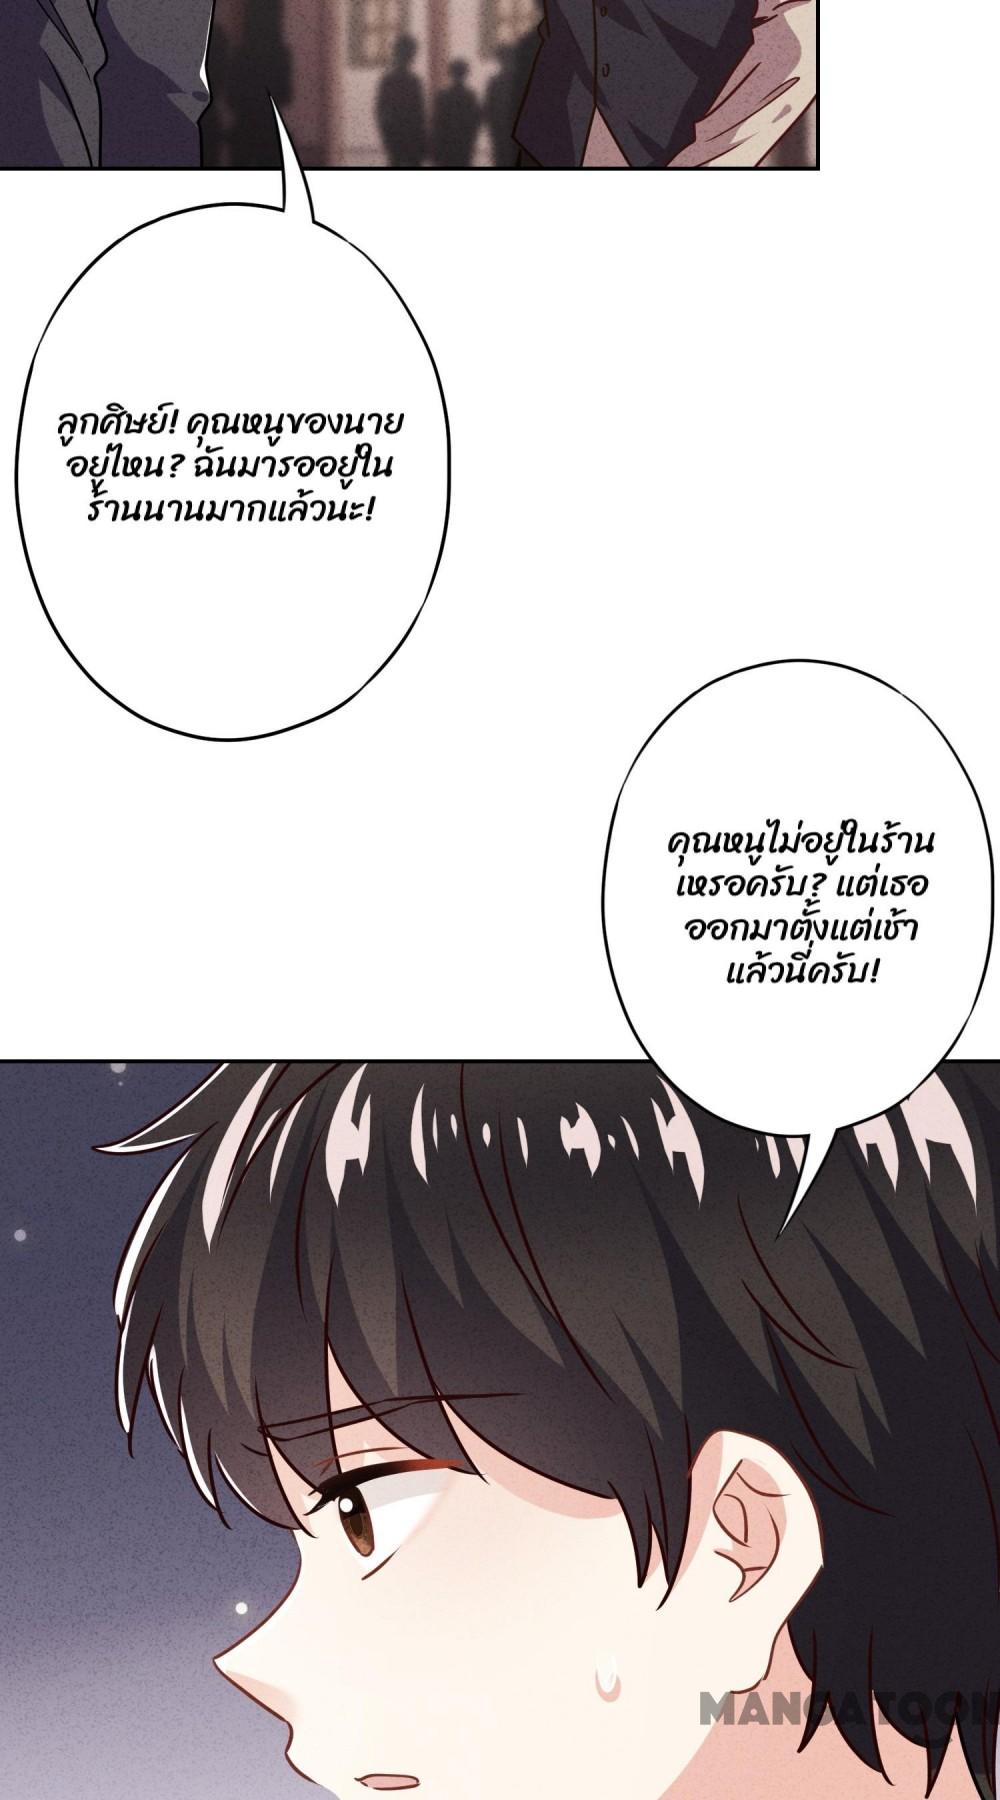 ลูกศิษย์! คุณหนูของนาย
อยู่ไหน? ฉันมารออยู่ใน
ร้านนานมากแล้วนะ!
คุณหนูไม่อยู่ในร้าน
เหรอครับ? แต่เธอ
ออกมาตั้งแต่เช้า
แล้วนี่ครับ!
MANGATOON